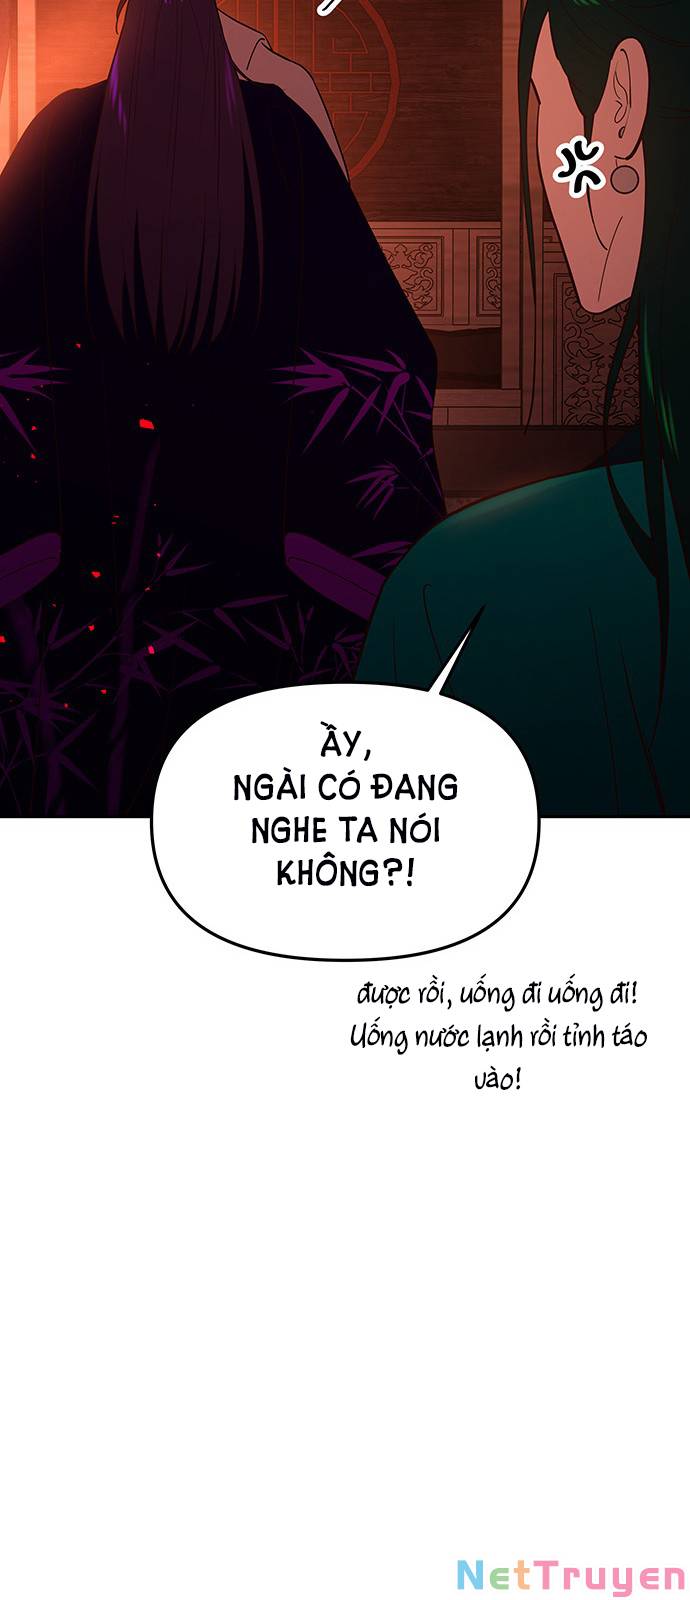 ẦY,
NGÀI CÓ ĐANG
NGHE TA NÓI
KHÔNG?!
được rồi, uống đi uống đi!
Uống nước lạnh rồi tỉnh táo
vào!
NetTruyen